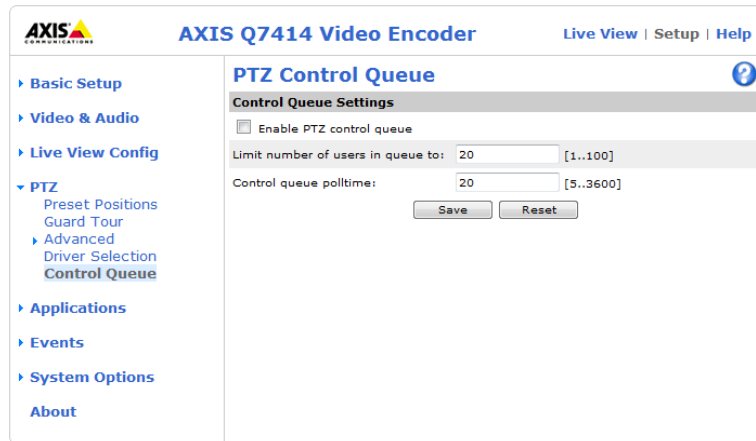 AXIS
COMMUNICATIONS
AXIS Q7414 Video Encoder
Live View | Setup | Help
Basic Setup
Video & Audio
Live View Config
PTZ
Preset Positions
Guard Tour
Advanced
Driver Selection
Control Queue
Applications
Events
System Options
About
PTZ Control Queue
?
Control Queue Settings
Enable PTZ control queue
Limit number of users in queue to: 20 [1..100]
Control queue polltime: 20 [5..3600]
Save Reset